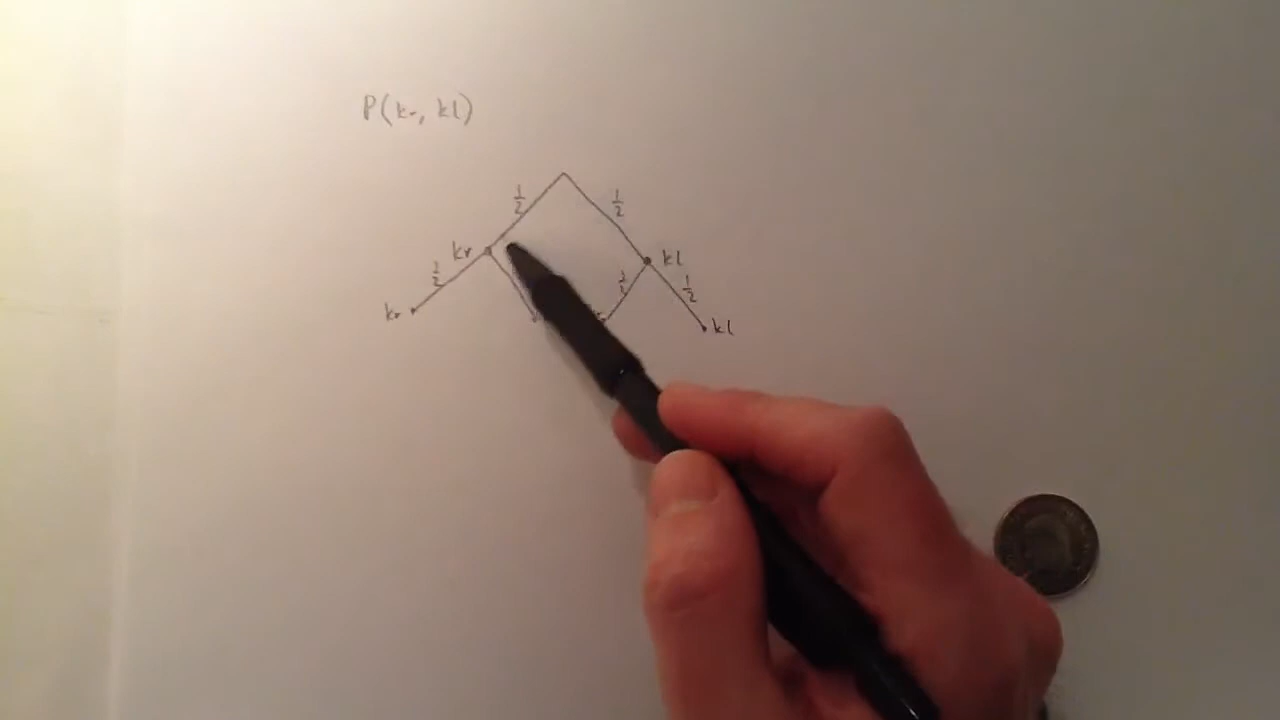 P(kr, kl)
1/2 1/2
kr kl
1/2 1/2 1/2
kr kl